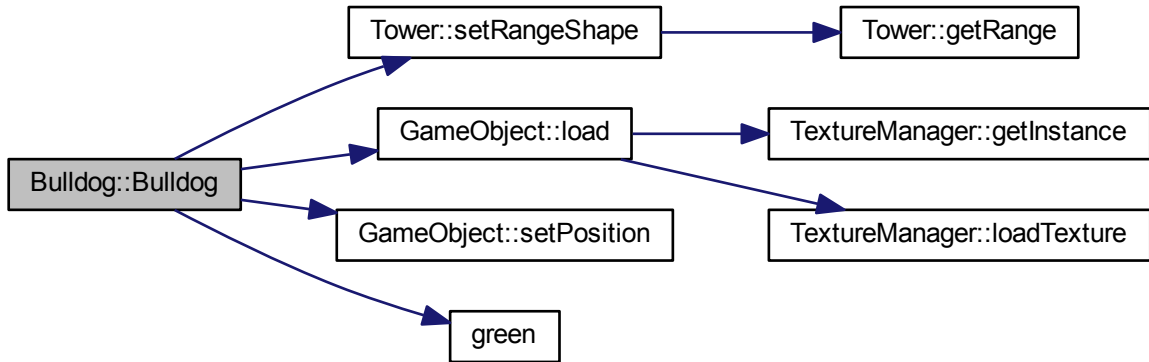 Tower::setRangeShape
Tower::getRange
GameObject::load
TextureManager::getInstance
Bulldog::Bulldog
GameObject::setPosition
TextureManager::loadTexture
green